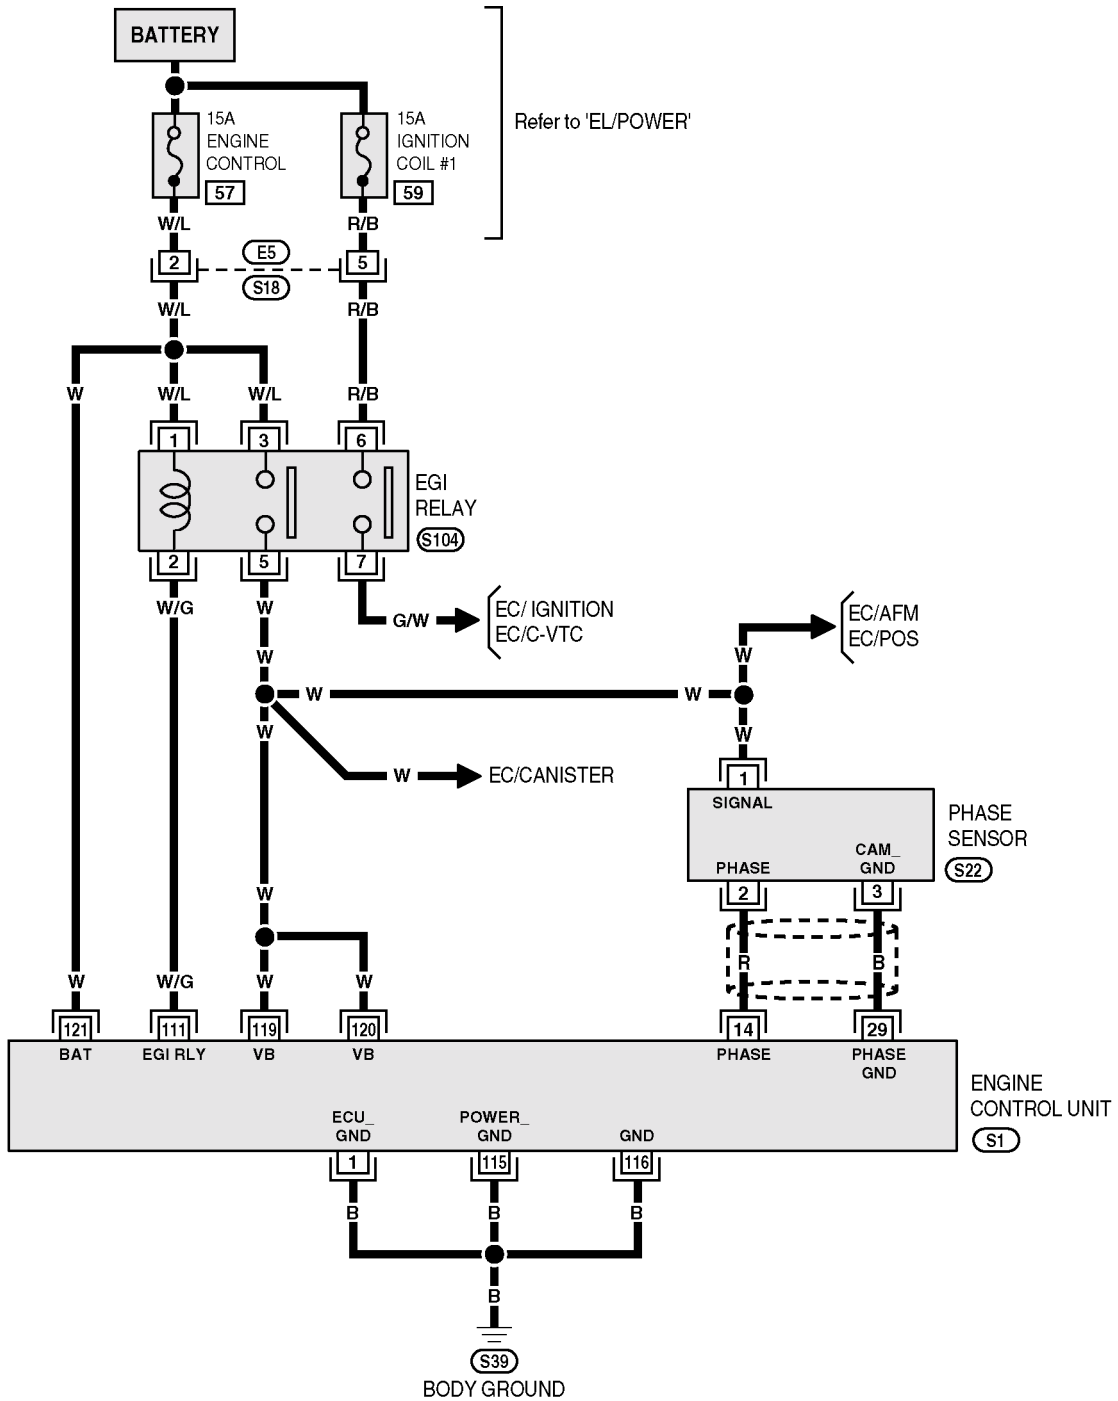 BATTERY
15A
ENGINE
CONTROL
57
15A
IGNITION
COIL #1
59
Refer to 'EL/POWER'
W/L
R/B
2
E5
5
S18
W/L
R/B
W
W/L
W/L
R/B
1
3
6
EGI
RELAY
S104
2
5
7
W/G
W
G/W
EC/ IGNITION
EC/C-VTC
EC/AFM
EC/POS
W
W
W
W
W
W
W
EC/CANISTER
1
SIGNAL
PHASE
SENSOR
S22
CAM_
PHASE
GND
2
3
W
R
B
W
W/G
W
W
121
111
119
120
14
29
BAT
EGI RLY
VB
VB
PHASE
PHASE
GND
ENGINE
CONTROL UNIT
S1
ECU_
GND
POWER_
GND
GND
1
115
116
B
B
B
B
S39
BODY GROUND